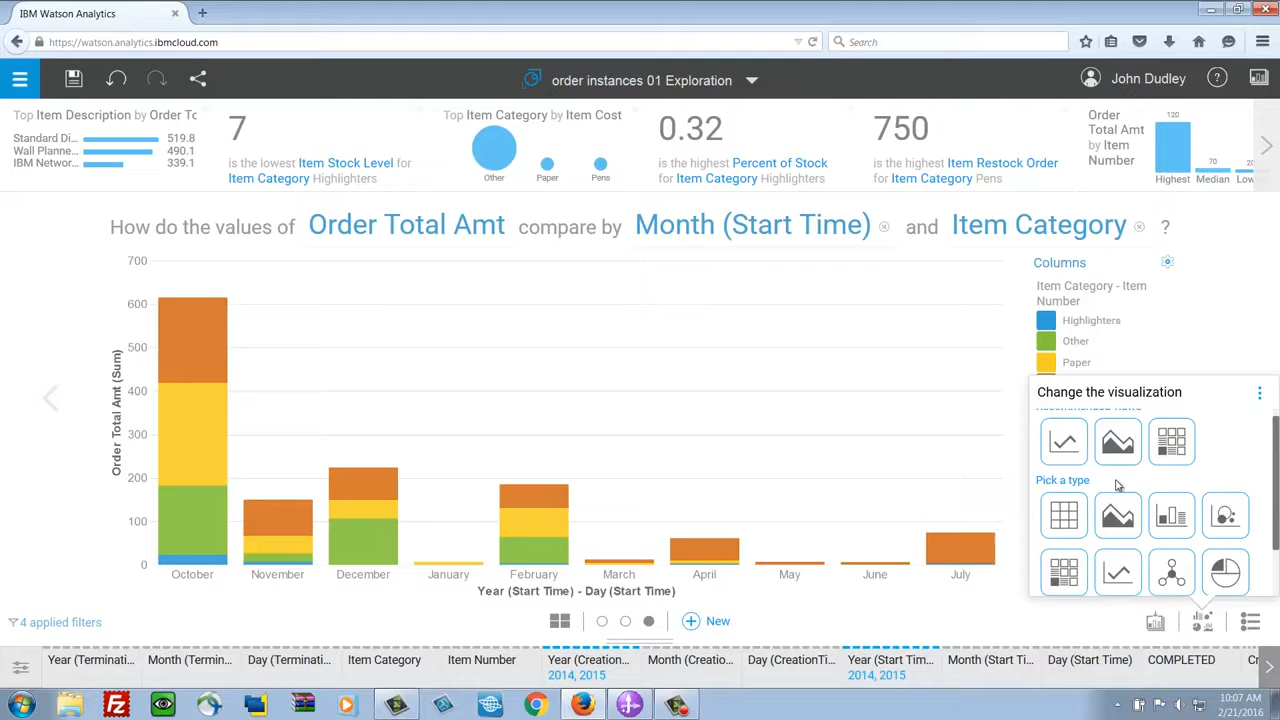 IBM Watson Analytics
https://watson.analytics.ibmcloud.com
Search
order instances 01 Exploration
John Dudley
?
Top Item Description by Order Tc
Standard Di... 519.8
Wall Planne... 490.1
IBM Networ... 339.1
7
is the lowest Item Stock Level for
Item Category Highlighters
Top Item Category by Item Cost
Other Paper Pens
0.32
is the highest Percent of Stock
for Item Category Highlighters
750
is the highest Item Restock Order
for Item Category Pens
Order
Total Amt
by Item
Number
120
70
20
Highest Median Low
How do the values of Order Total Amt compare by Month (Start Time) and Item Category ?
Columns
Item Category - Item
Number
Highlighters
Other
Paper
700
600
500
400
300
200
100
0
Order Total Amt (Sum)
October November December January February March April May June July
Year (Start Time) - Day (Start Time)
Change the visualization
Pick a type
4 applied filters
New
Year (Terminati...
Month (Termin...
Day (Terminati...
Item Category
Item Number
Year (Creation...
2014, 2015
Month (Creatio...
Day (CreationTi...
Year (Start Tim...
2014, 2015
Month (Start Ti...
Day (Start Time)
COMPLETED
10:07 AM
2/21/2016